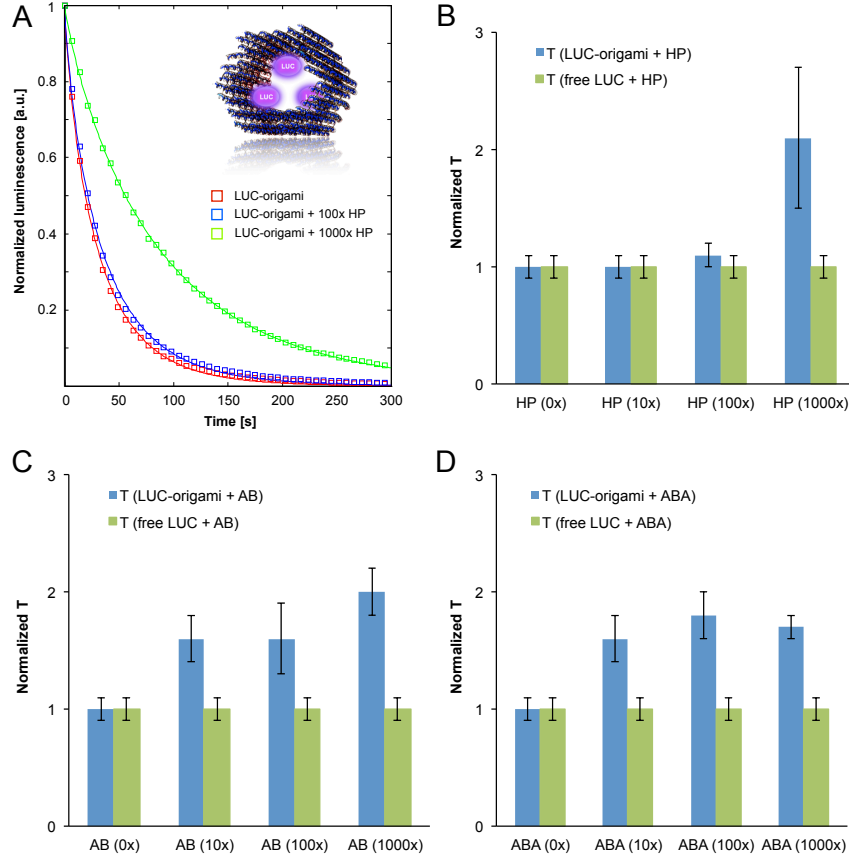 A
Normalized luminescence [a.u.]
1
0.8
0.6
0.4
0.2
0
50
100
150
200
250
300
Time [s]
LUC
LUC
L
LUC-origami
LUC-origami + 100x HP
LUC-origami + 1000x HP
B
Normalized T
3
2
1
0
T (LUC-origami + HP)
T (free LUC + HP)
HP (0x)
HP (10x)
HP (100x)
HP (1000x)
C
Normalized T
3
2
1
0
T (LUC-origami + AB)
T (free LUC + AB)
AB (0x)
AB (10x)
AB (100x)
AB (1000x)
D
Normalized T
3
2
1
0
T (LUC-origami + ABA)
T (free LUC + ABA)
ABA (0x)
ABA (10x)
ABA (100x)
ABA (1000x)